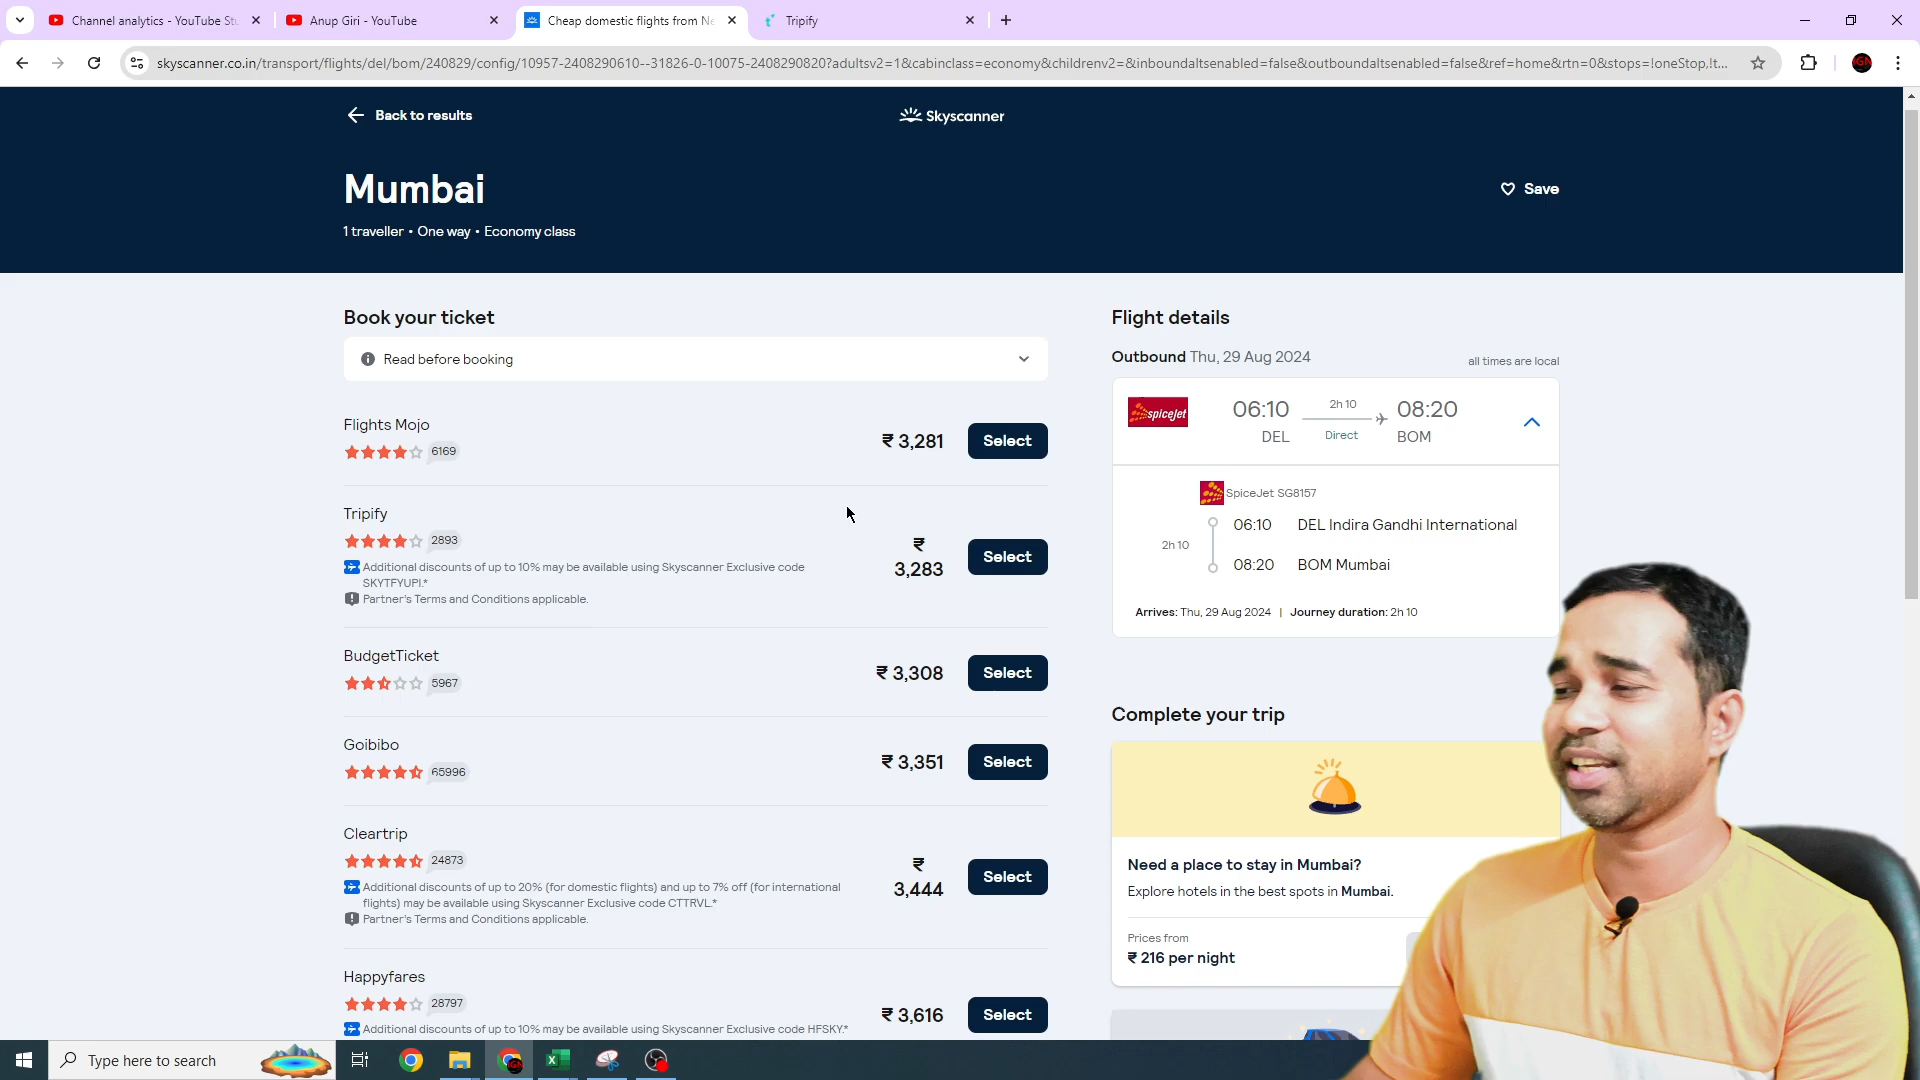 Channel analytics - YouTube Stu
Anup Giri - YouTube
Cheap domestic flights from Ne
Tripify
skyscanner.co.in/transport/flights/del/bom/240829/config/10957-2408290610--31826-0-10075-2408290820?adultsv2=1&cabinclass=economy&childrenv2=&inboundaltsenabled=false&outboundaltsenabled=false&ref=home&rtn=0&stops=!oneStop,!t...
Back to results
Skyscanner
Mumbai
Save
1 traveller • One way • Economy class
Book your ticket
Read before booking
Flights Mojo
6169
₹ 3,281
Select
Tripify
2893
₹
3,283
Select
Additional discounts of up to 10% may be available using Skyscanner Exclusive code
SKYTFYUPI.*
Partner's Terms and Conditions applicable.
BudgetTicket
5967
₹ 3,308
Select
Goibibo
65996
₹ 3,351
Select
Cleartrip
24873
₹
3,444
Select
Additional discounts of up to 20% (for domestic flights) and up to 7% off (for international
flights) may be available using Skyscanner Exclusive code CTTRVL.*
Partner's Terms and Conditions applicable.
Happyfares
28797
₹ 3,616
Select
Additional discounts of up to 10% may be available using Skyscanner Exclusive code HFSKY.*
Flight details
Outbound Thu, 29 Aug 2024
all times are local
spiceJet
06:10
2h 10
08:20
DEL
Direct
BOM
SpiceJet SG8157
06:10 DEL Indira Gandhi International
2h 10
08:20 BOM Mumbai
Arrives: Thu, 29 Aug 2024 | Journey duration: 2h 10
Complete your trip
Need a place to stay in Mumbai?
Explore hotels in the best spots in Mumbai.
Prices from
₹ 216 per night
Type here to search